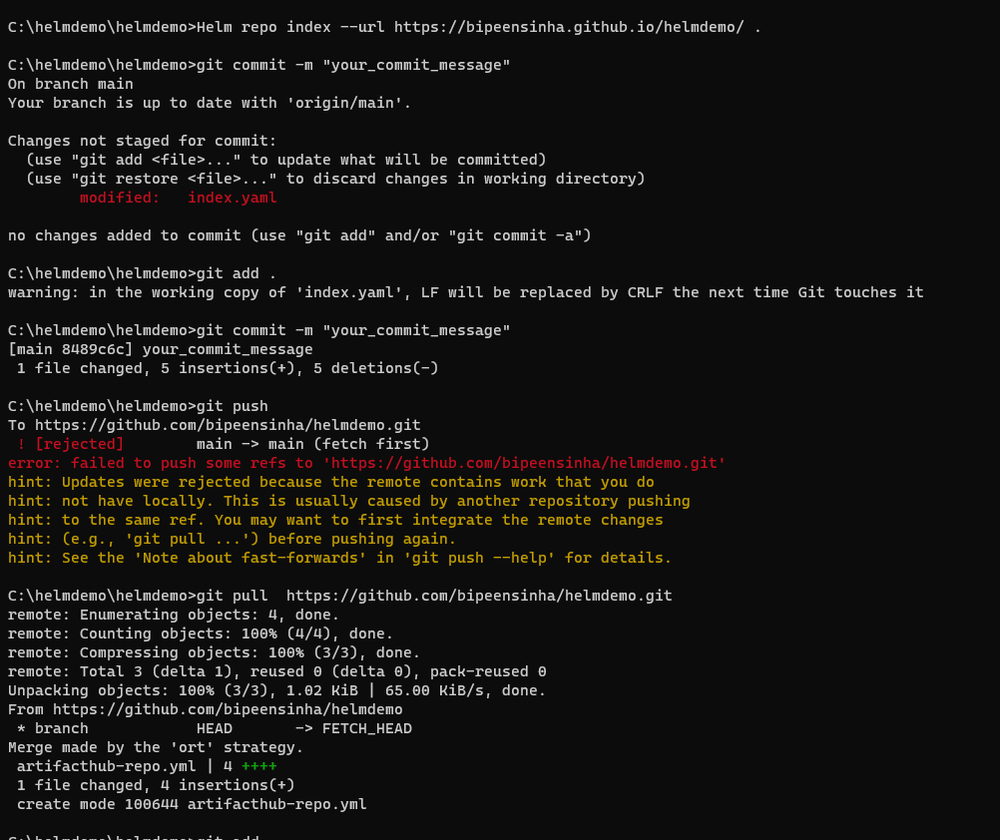 C:\helmdemo\helmdemo>Helm repo index --url https://bipeensinha.github.io/helmdemo/ .
C:\helmdemo\helmdemo>git commit -m "your_commit_message"
On branch main
Your branch is up to date with 'origin/main'.
Changes not staged for commit:
  (use "git add <file>..." to update what will be committed)
  (use "git restore <file>..." to discard changes in working directory)
        modified:   index.yaml
no changes added to commit (use "git add" and/or "git commit -a")
C:\helmdemo\helmdemo>git add .
warning: in the working copy of 'index.yaml', LF will be replaced by CRLF the next time Git touches it
C:\helmdemo\helmdemo>git commit -m "your_commit_message"
[main 8489c6c] your_commit_message
 1 file changed, 5 insertions(+), 5 deletions(-)
C:\helmdemo\helmdemo>git push
To https://github.com/bipeensinha/helmdemo.git
 ! [rejected]        main -> main (fetch first)
error: failed to push some refs to 'https://github.com/bipeensinha/helmdemo.git'
hint: Updates were rejected because the remote contains work that you do
hint: not have locally. This is usually caused by another repository pushing
hint: to the same ref. You may want to first integrate the remote changes
hint: (e.g., 'git pull ...') before pushing again.
hint: See the 'Note about fast-forwards' in 'git push --help' for details.
C:\helmdemo\helmdemo>git pull  https://github.com/bipeensinha/helmdemo.git
remote: Enumerating objects: 4, done.
remote: Counting objects: 100% (4/4), done.
remote: Compressing objects: 100% (3/3), done.
remote: Total 3 (delta 1), reused 0 (delta 0), pack-reused 0
Unpacking objects: 100% (3/3), 1.02 KiB | 65.00 KiB/s, done.
From https://github.com/bipeensinha/helmdemo
 * branch            HEAD       -> FETCH_HEAD
Merge made by the 'ort' strategy.
 artifacthub-repo.yml | 4 ++++
 1 file changed, 4 insertions(+)
 create mode 100644 artifacthub-repo.yml
C:\helmdemo\helmdemo>git add